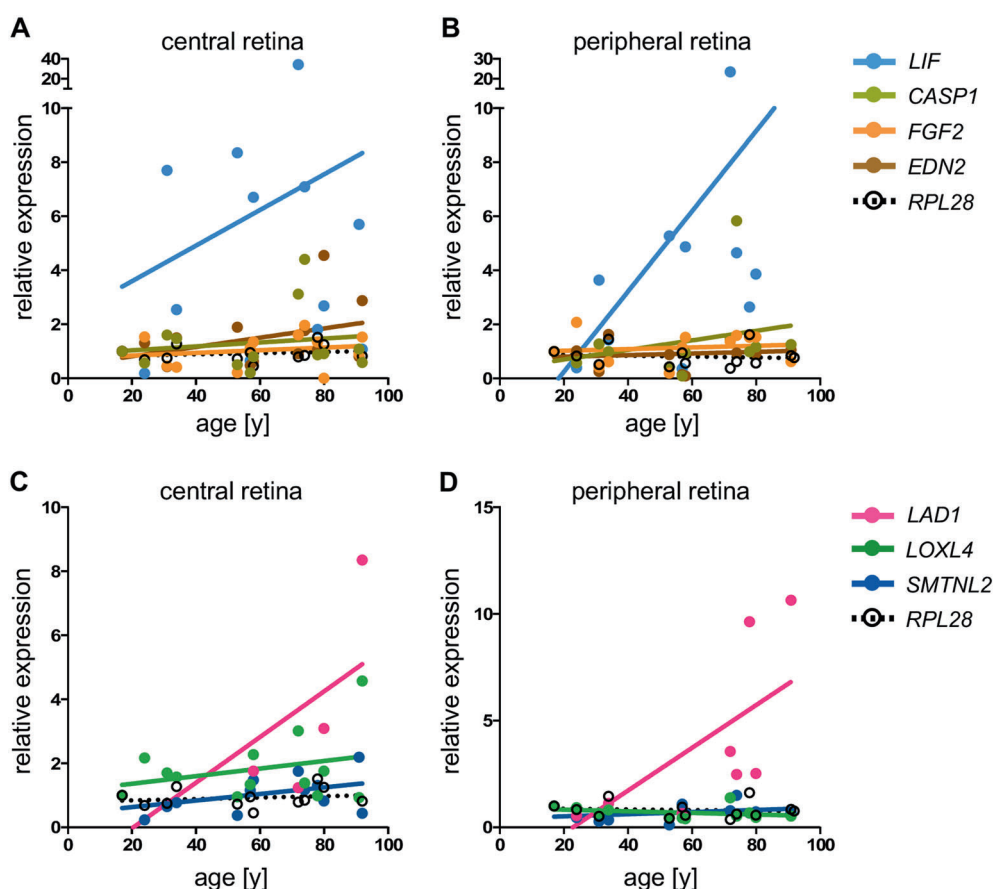 A
central retina
relative expression
40
20
10
8
6
4
2
0
0 20 40 60 80 100
age [y]
B
peripheral retina
relative expression
30
20
10
8
6
4
2
0
0 20 40 60 80 100
age [y]
LIF
CASP1
FGF2
EDN2
RPL28
C
central retina
relative expression
10
8
6
4
2
0
0 20 40 60 80 100
age [y]
D
peripheral retina
relative expression
15
10
5
0
0 20 40 60 80 100
age [y]
LAD1
LOXL4
SMTNL2
RPL28